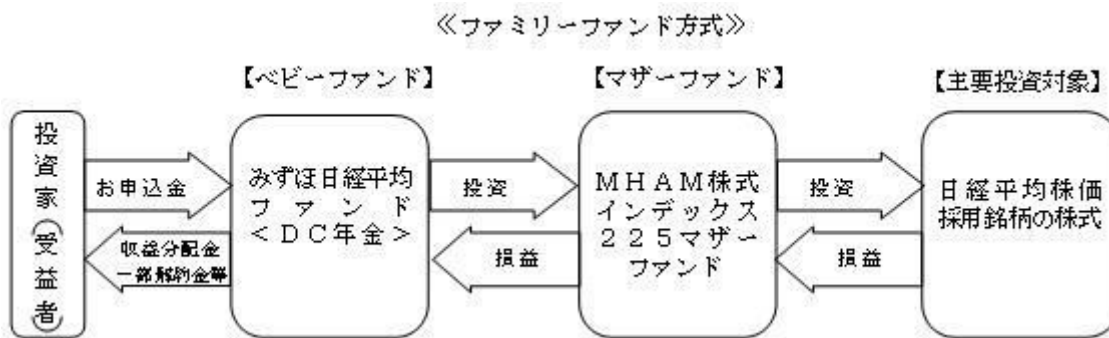 ≪ファミリーファンド方式≫
【ベビーファンド】
【マザーファンド】
【主要投資対象】
投資家(受益者)
お申込金
収益分配金
一部解約金等
みずほ日経平均
ファンド
<DC年金>
投資
損益
MHAM株式
インデックス
225マザー
ファンド
投資
損益
日経平均株価
採用銘柄の株式